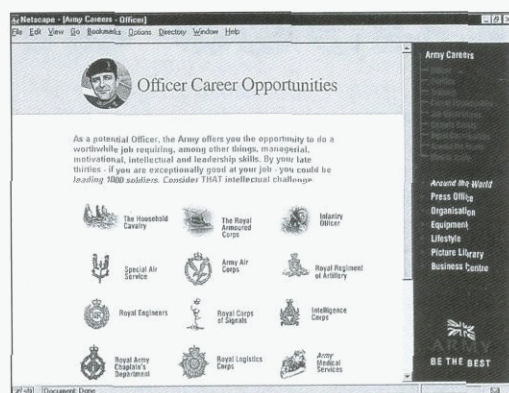 Netscape - [Army Careers - Officer]
File Edit View Go Bookmarks Options Directory Window Help
Officer Career Opportunities
As a potential Officer, the Army offers you the opportunity to do a
worthwhile job requiring, among other things, managerial,
motivational, intellectual and leadership skills. By your late
thirties - if you are exceptionally good at your job - you could be
leading 1000 soldiers. Consider THAT intellectual challenge.
The Household
Cavalry
The Royal
Armoured
Corps
Infantry
Officer
Special Air
Service
Army Air
Corps
Royal Regiment
of Artillery
Royal Engineers
Royal Corps
of Signals
Intelligence
Corps
Royal Army
Chaplain's
Department
Royal Logistics
Corps
Army
Medical
Services
Army Careers
Around the World
Press Office
Organisation
Equipment
Lifestyle
Picture Library
Business Centre
ARMY
BE THE BEST
Document: Done